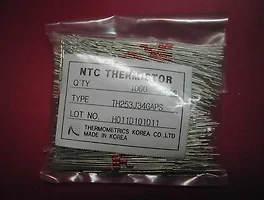 NTC THERMISTOR
Q'TY 1000
TYPE TH253J34GAPS
LOT NO. H0110101011
THERMOMETRICS KOREA CO.,LTD
MADE IN KOREA